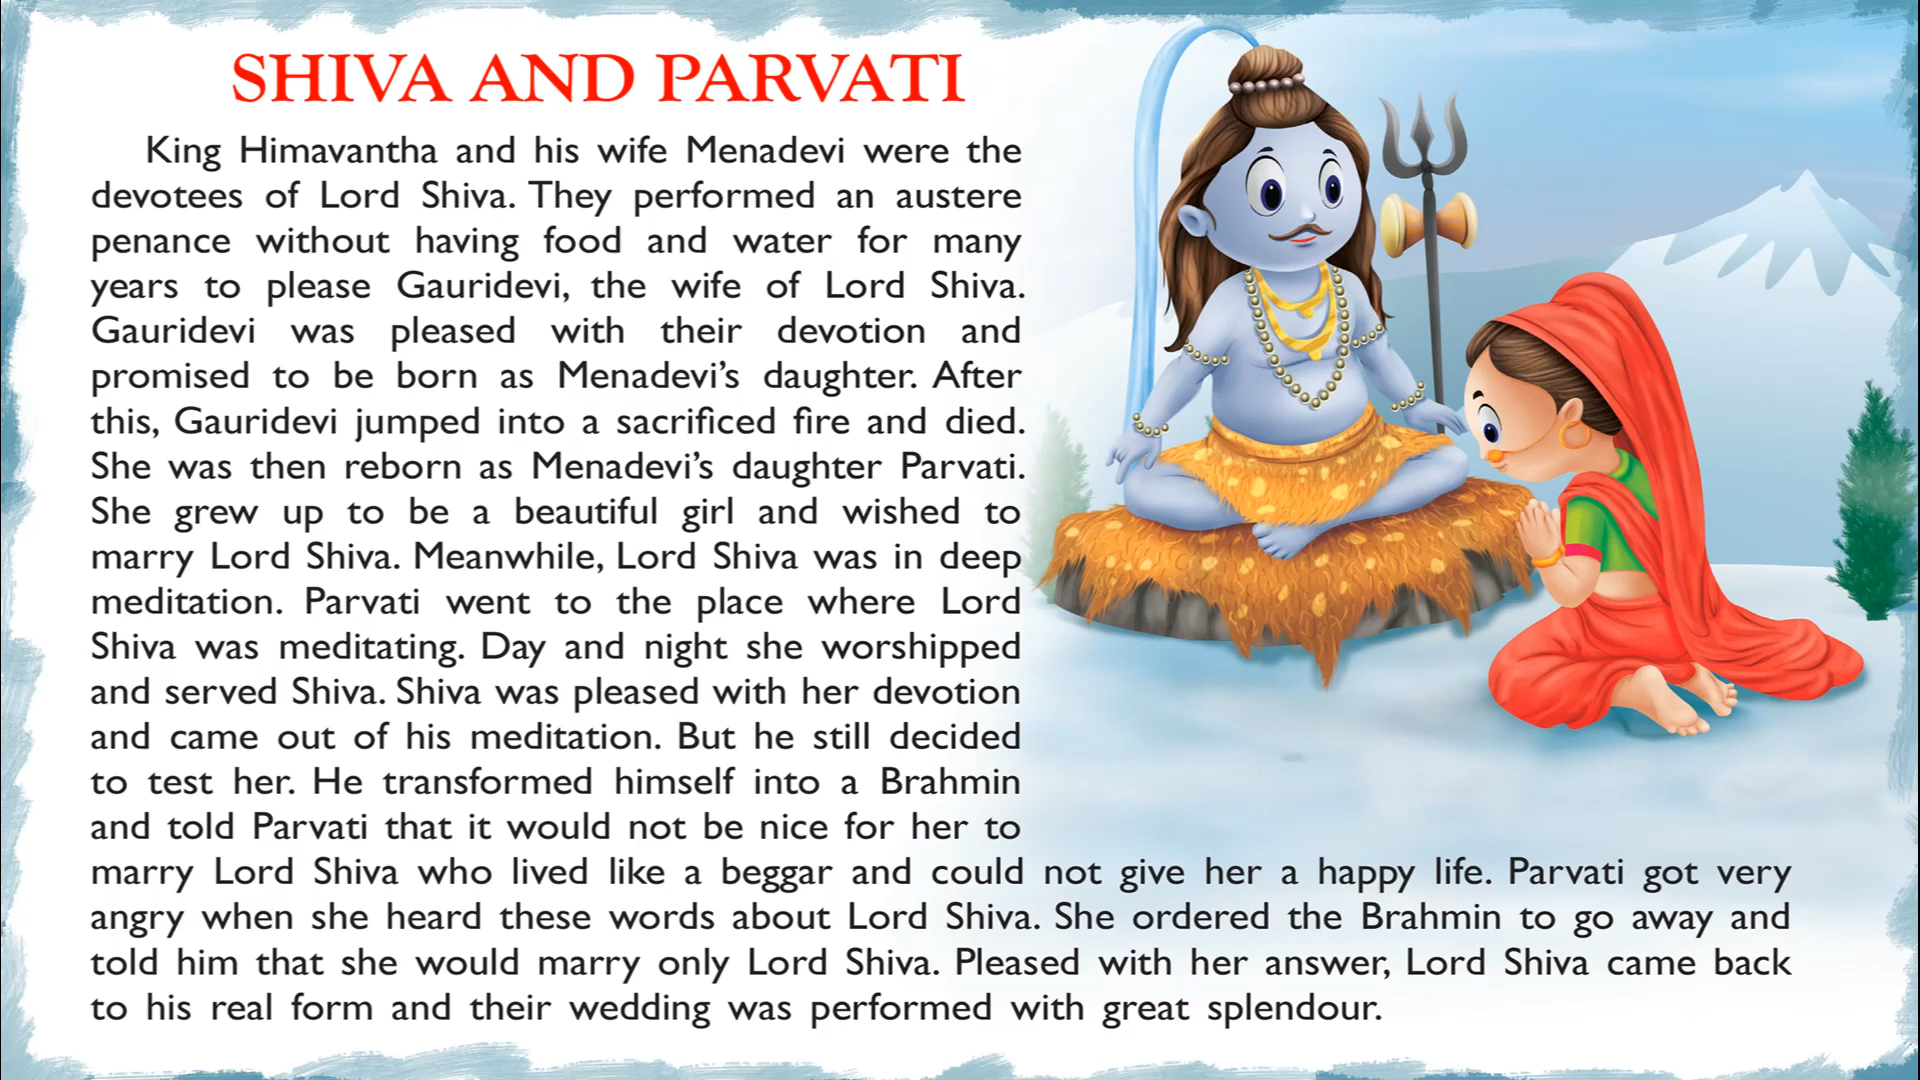 SHIVA AND PARVATI
King Himavantha and his wife Menadevi were the
devotees of Lord Shiva. They performed an austere
penance without having food and water for many
years to please Gauridevi, the wife of Lord Shiva.
Gauridevi was pleased with their devotion and
promised to be born as Menadevi’s daughter. After
this, Gauridevi jumped into a sacrificed fire and died.
She was then reborn as Menadevi’s daughter Parvati.
She grew up to be a beautiful girl and wished to
marry Lord Shiva. Meanwhile, Lord Shiva was in deep
meditation. Parvati went to the place where Lord
Shiva was meditating. Day and night she worshipped
and served Shiva. Shiva was pleased with her devotion
and came out of his meditation. But he still decided
to test her. He transformed himself into a Brahmin
and told Parvati that it would not be nice for her to
marry Lord Shiva who lived like a beggar and could not give her a happy life. Parvati got very
angry when she heard these words about Lord Shiva. She ordered the Brahmin to go away and
told him that she would marry only Lord Shiva. Pleased with her answer, Lord Shiva came back
to his real form and their wedding was performed with great splendour.